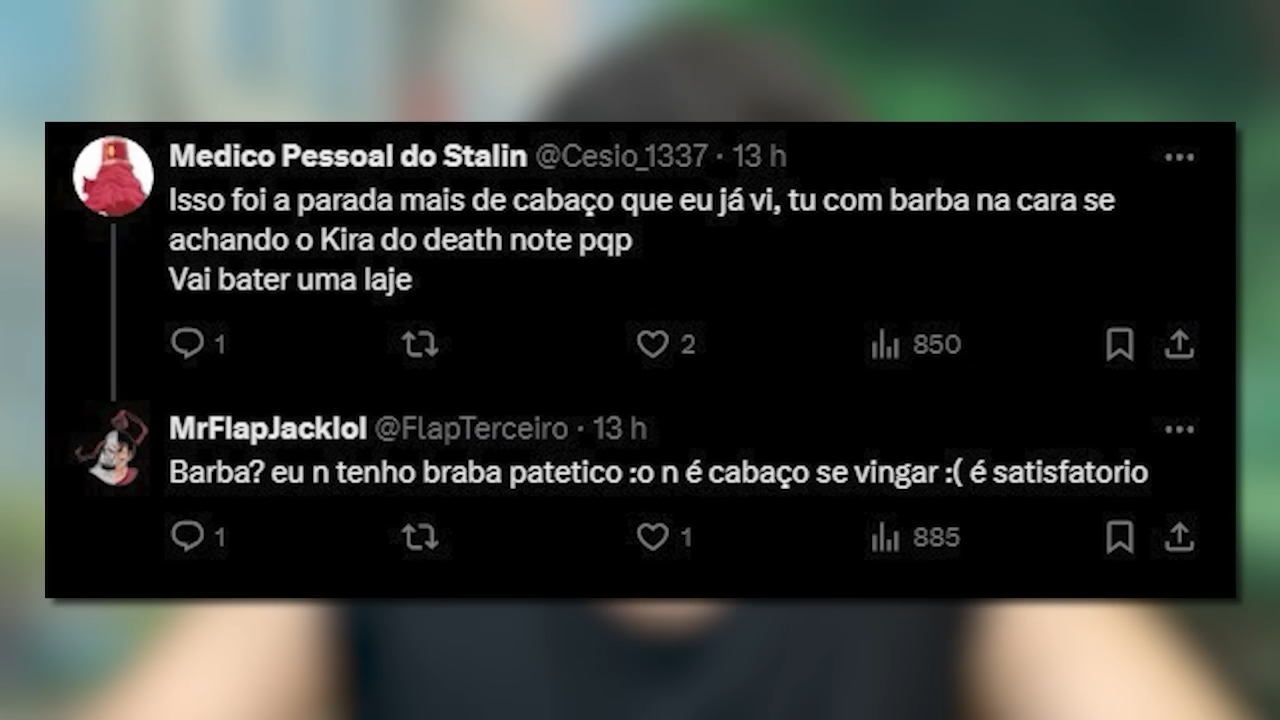 Medico Pessoal do Stalin @Cesio_1337 · 13 h
Isso foi a parada mais de cabaço que eu já vi, tu com barba na cara se
achando o Kira do death note pqp
Vai bater uma laje
1 2 850
MrFlapJacklol @FlapTerceiro · 13 h
Barba? eu n tenho braba patetico :o n é cabaço se vingar :( é satisfatorio
1 1 885